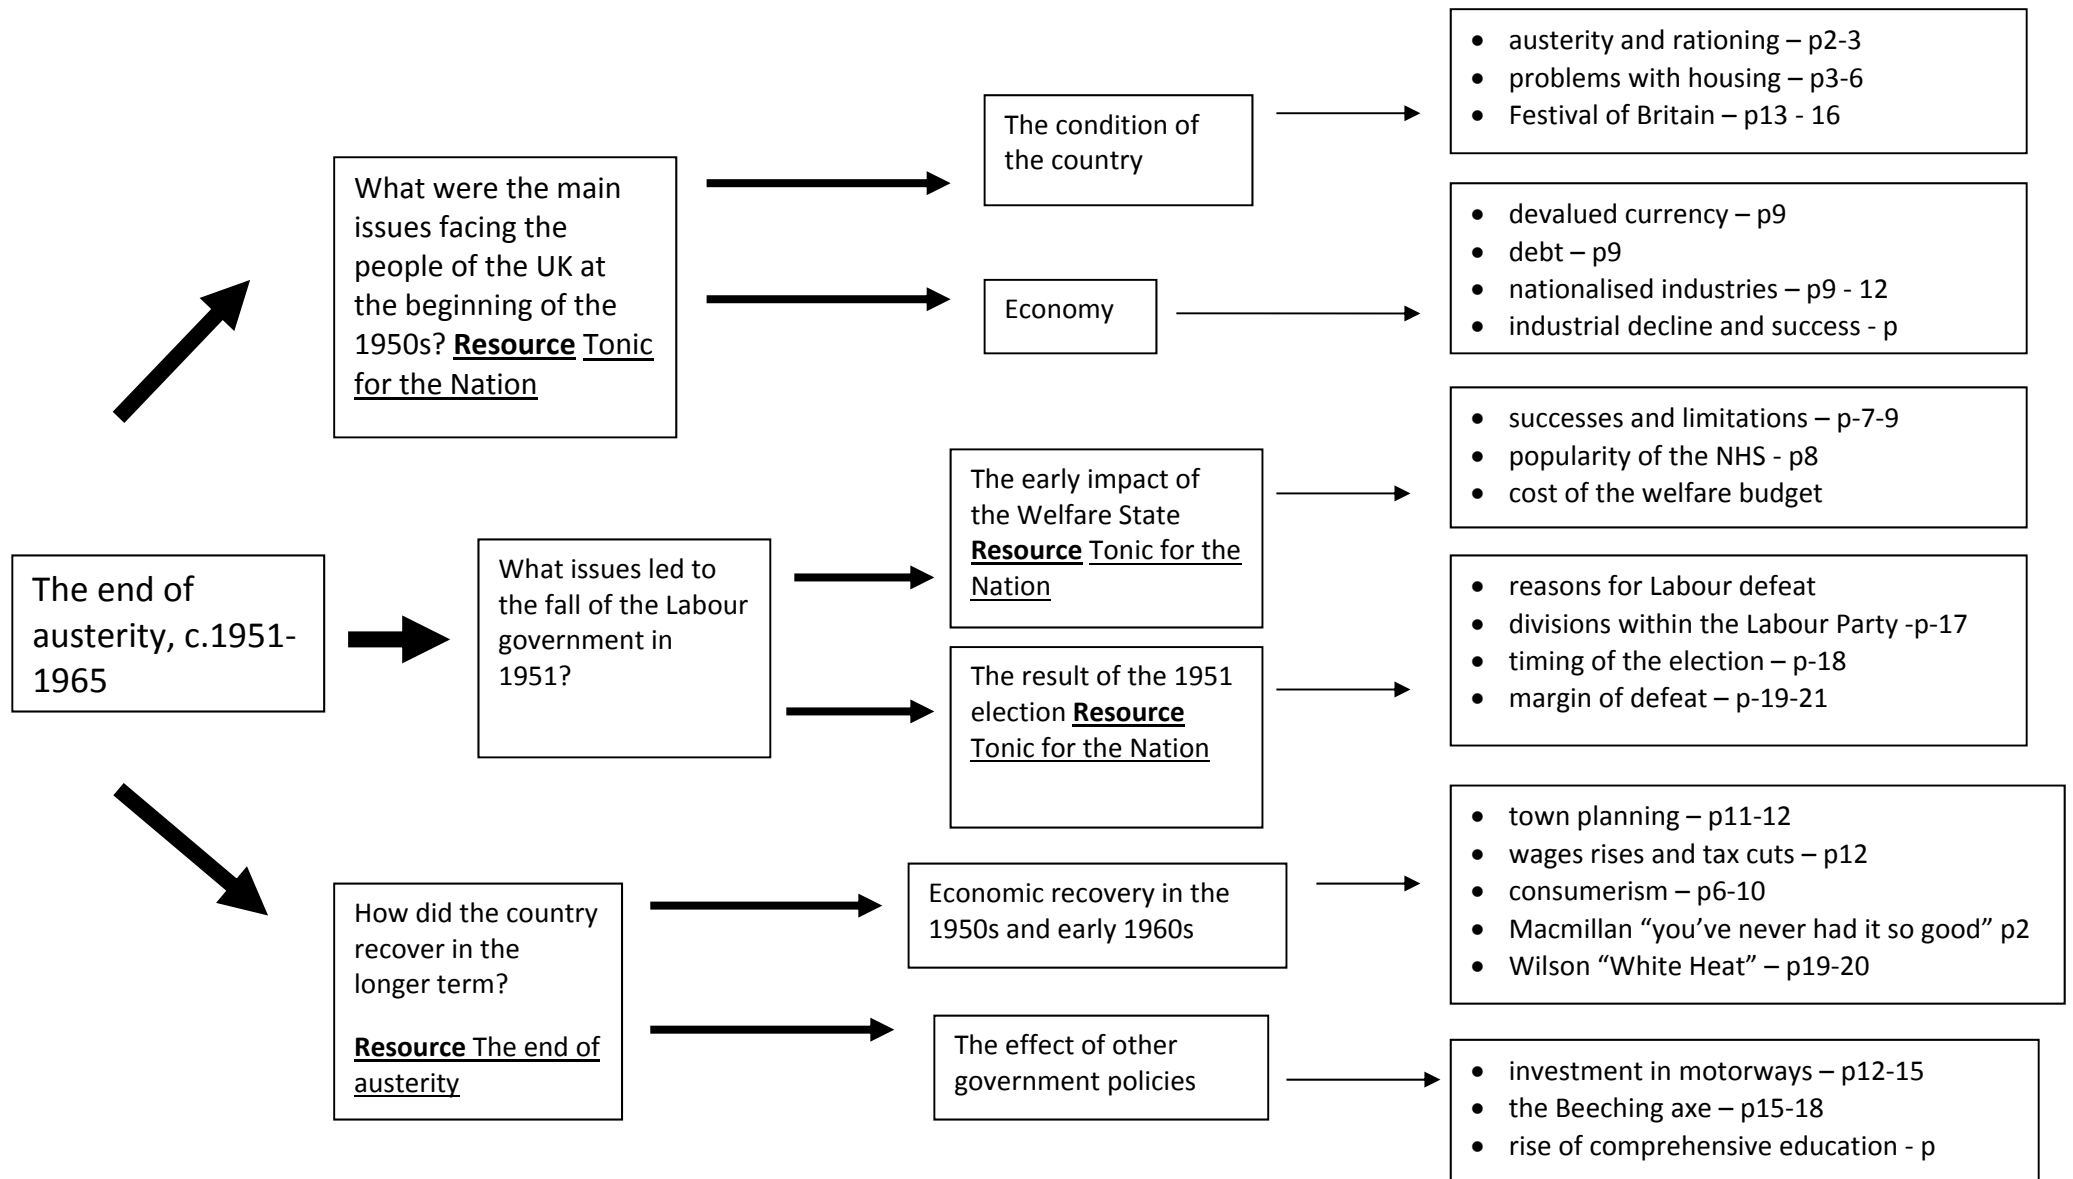 The end of
austerity, c.1951-
1965
What were the main
issues facing the
people of the UK at
the beginning of the
1950s? Resource Tonic
for the Nation
The condition of
the country
• austerity and rationing – p2-3
• problems with housing – p3-6
• Festival of Britain – p13 - 16
Economy
• devalued currency – p9
• debt – p9
• nationalised industries – p9 - 12
• industrial decline and success - p
What issues led to
the fall of the Labour
government in
1951?
The early impact of
the Welfare State
Resource Tonic for the
Nation
• successes and limitations – p-7-9
• popularity of the NHS - p8
• cost of the welfare budget
The result of the 1951
election Resource
Tonic for the Nation
• reasons for Labour defeat
• divisions within the Labour Party -p-17
• timing of the election – p-18
• margin of defeat – p-19-21
How did the country
recover in the
longer term?
Resource The end of
austerity
Economic recovery in the
1950s and early 1960s
• town planning – p11-12
• wages rises and tax cuts – p12
• consumerism – p6-10
• Macmillan “you’ve never had it so good” p2
• Wilson “White Heat” – p19-20
The effect of other
government policies
• investment in motorways – p12-15
• the Beeching axe – p15-18
• rise of comprehensive education - p